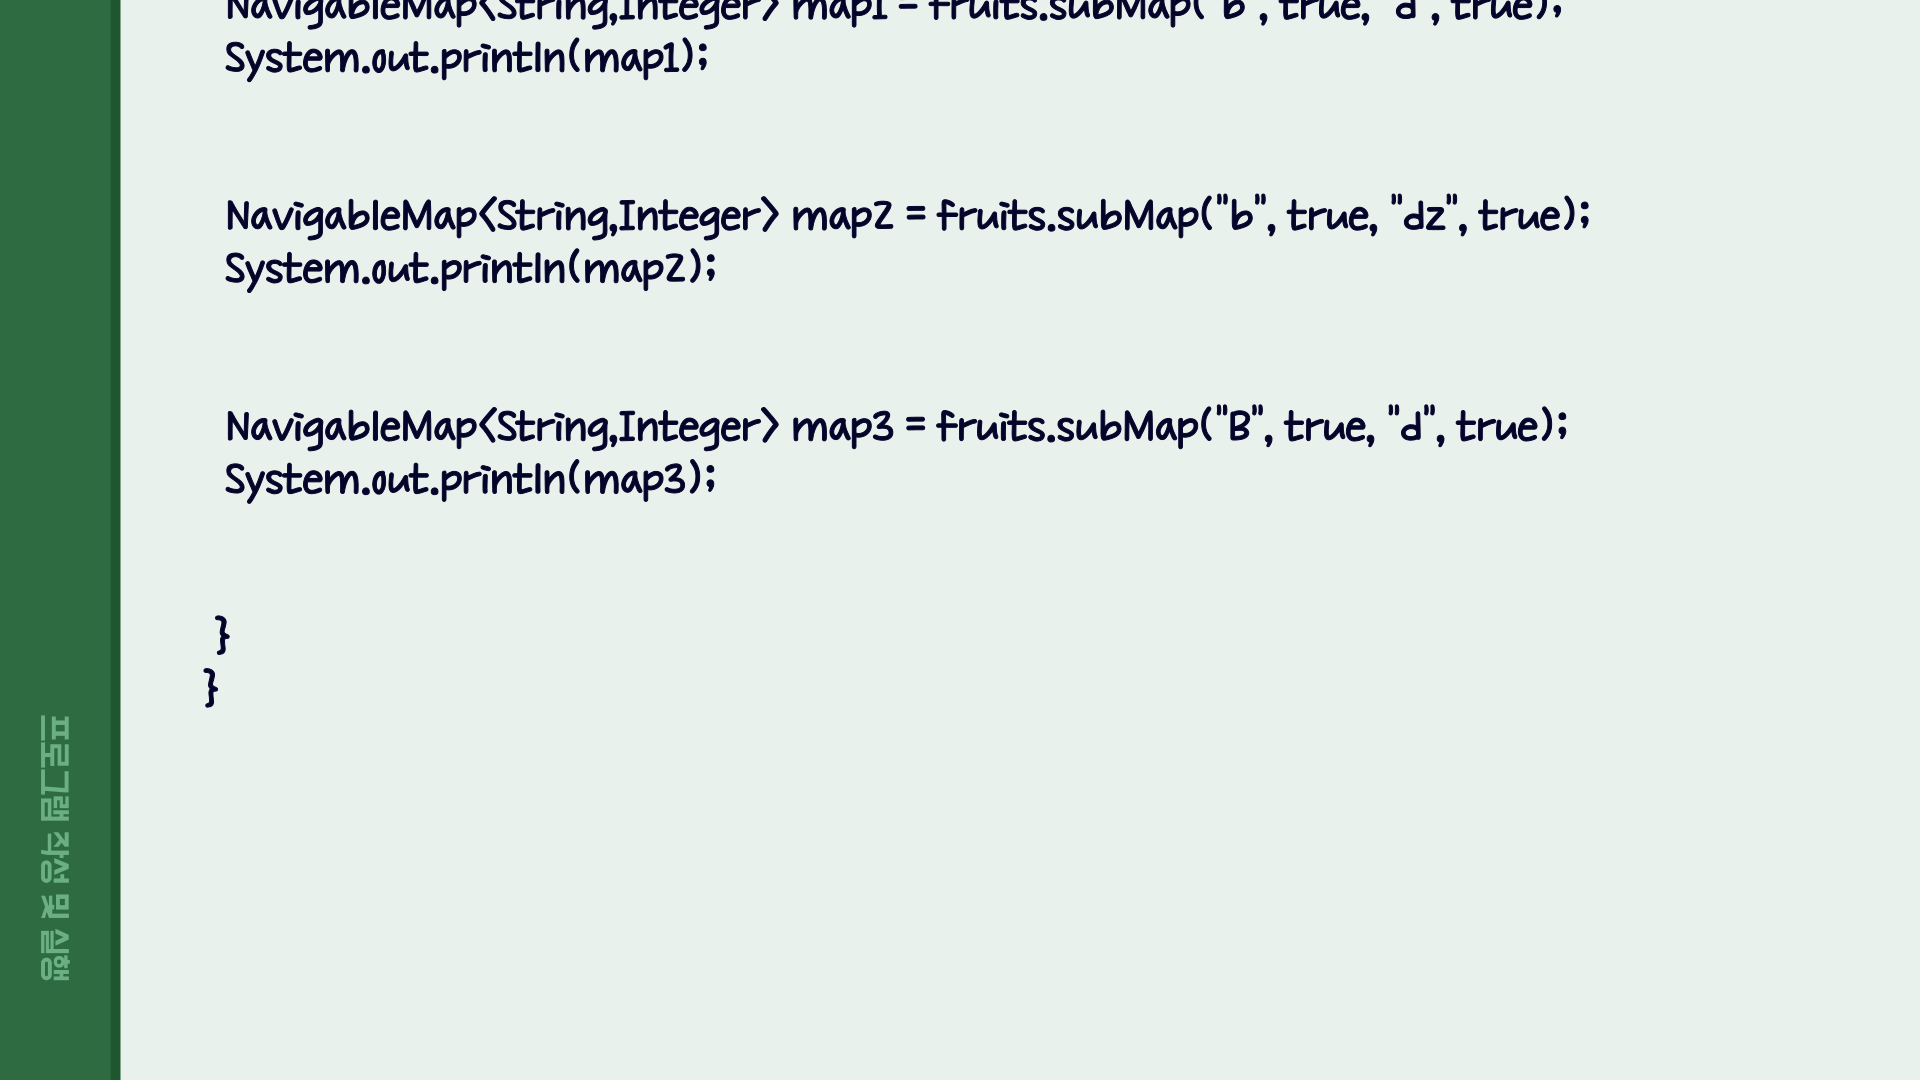 NavigableMap<String,Integer> map1 = fruits.subMap("b", true, "d", true);
System.out.println(map1);
NavigableMap<String,Integer> map2 = fruits.subMap("b", true, "dz", true);
System.out.println(map2);
NavigableMap<String,Integer> map3 = fruits.subMap("B", true, "d", true);
System.out.println(map3);
}
}
프로그램 작성 및 실행